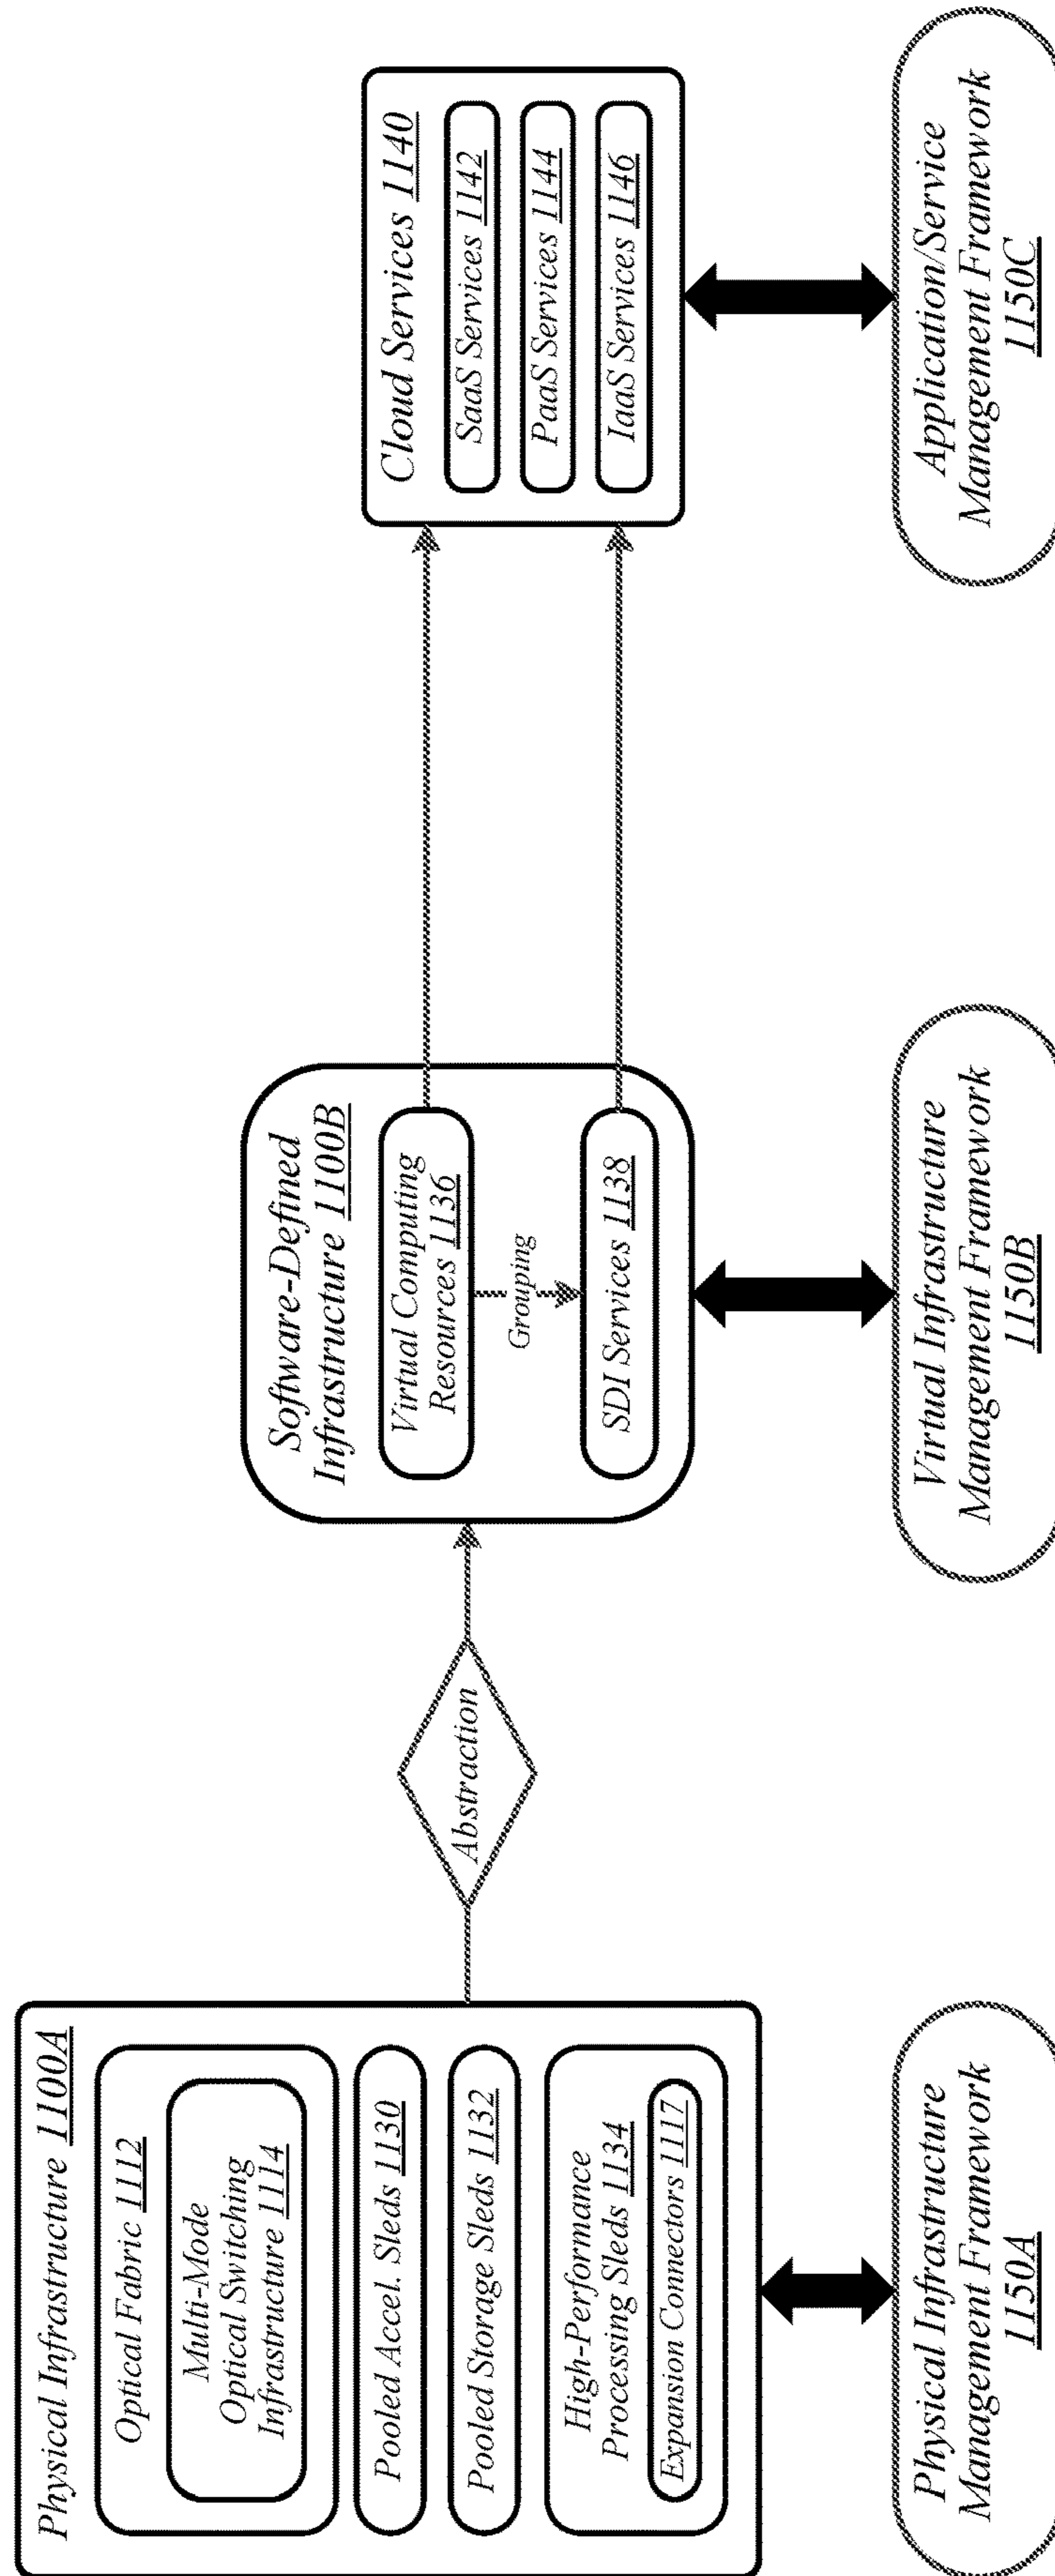 Physical Infrastructure 1100A
Optical Fabric 1112
Multi-Mode
Optical Switching
Infrastructure 1114
Pooled Accel. Sleds 1130
Pooled Storage Sleds 1132
High-Performance
Processing Sleds 1134
Expansion Connectors 1117
Abstraction
Software-Defined
Infrastructure 1100B
Virtual Computing
Resources 1136
Grouping
SDI Services 1138
Cloud Services 1140
SaaS Services 1142
PaaS Services 1144
IaaS Services 1146
Physical Infrastructure
Management Framework
1150A
Virtual Infrastructure
Management Framework
1150B
Application/Service
Management Framework
1150C